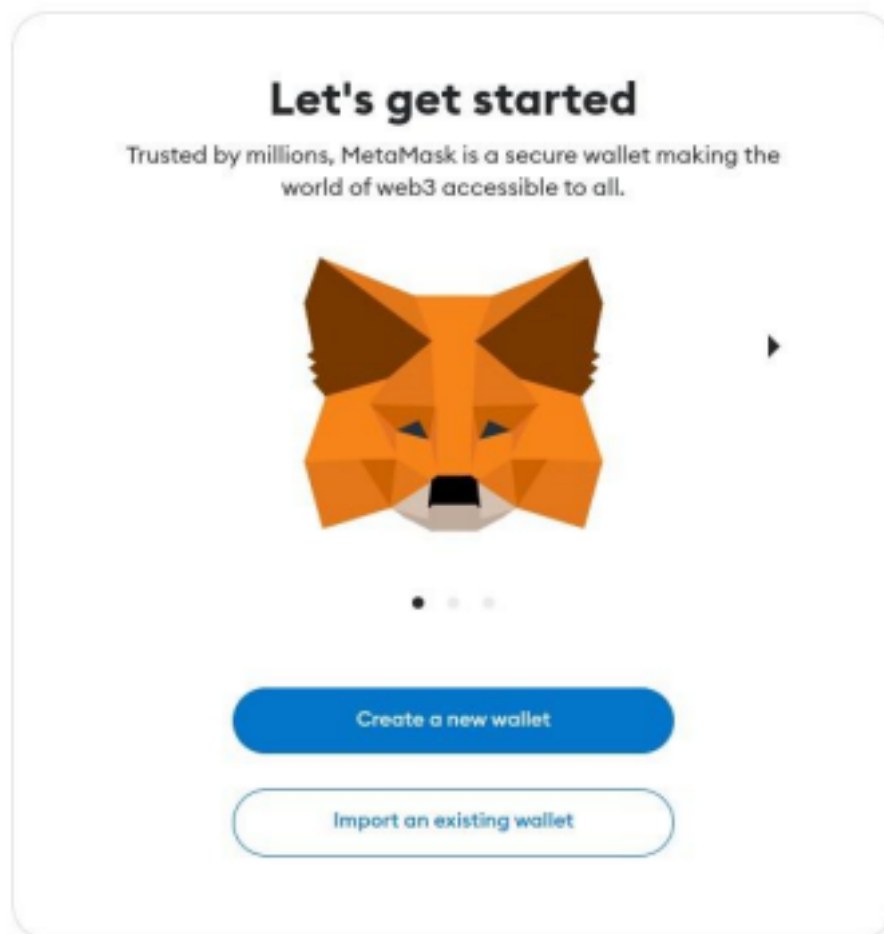 Let's get started
Trusted by millions, MetaMask is a secure wallet making the
world of web3 accessible to all.
Create a new wallet
Import an existing wallet